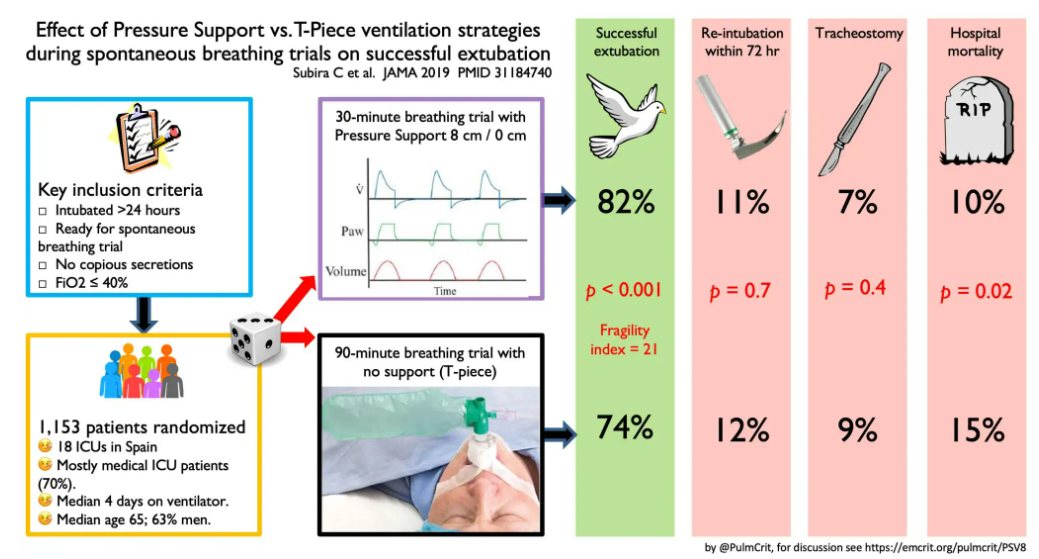 Effect of Pressure Support vs. T-Piece ventilation strategies
during spontaneous breathing trials on successful extubation
Subira C et al. JAMA 2019 PMID 31184740
Key inclusion criteria
□ Intubated >24 hours
□ Ready for spontaneous
breathing trial
□ No copious secretions
□ FiO2 ≤ 40%
1,153 patients randomized
18 ICUs in Spain
Mostly medical ICU patients
(70%).
Median 4 days on ventilator.
Median age 65; 63% men.
30-minute breathing trial with
Pressure Support 8 cm / 0 cm
V̇
Paw
Volume
Time
90-minute breathing trial with
no support (T-piece)
Successful
extubation
82%
p < 0.001
Fragility
index = 21
74%
Re-intubation
within 72 hr
11%
p = 0.7
12%
Tracheostomy
7%
p = 0.4
9%
Hospital
mortality
RIP
10%
p = 0.02
15%
by @PulmCrit, for discussion see https://emcrit.org/pulmcrit/PSV8